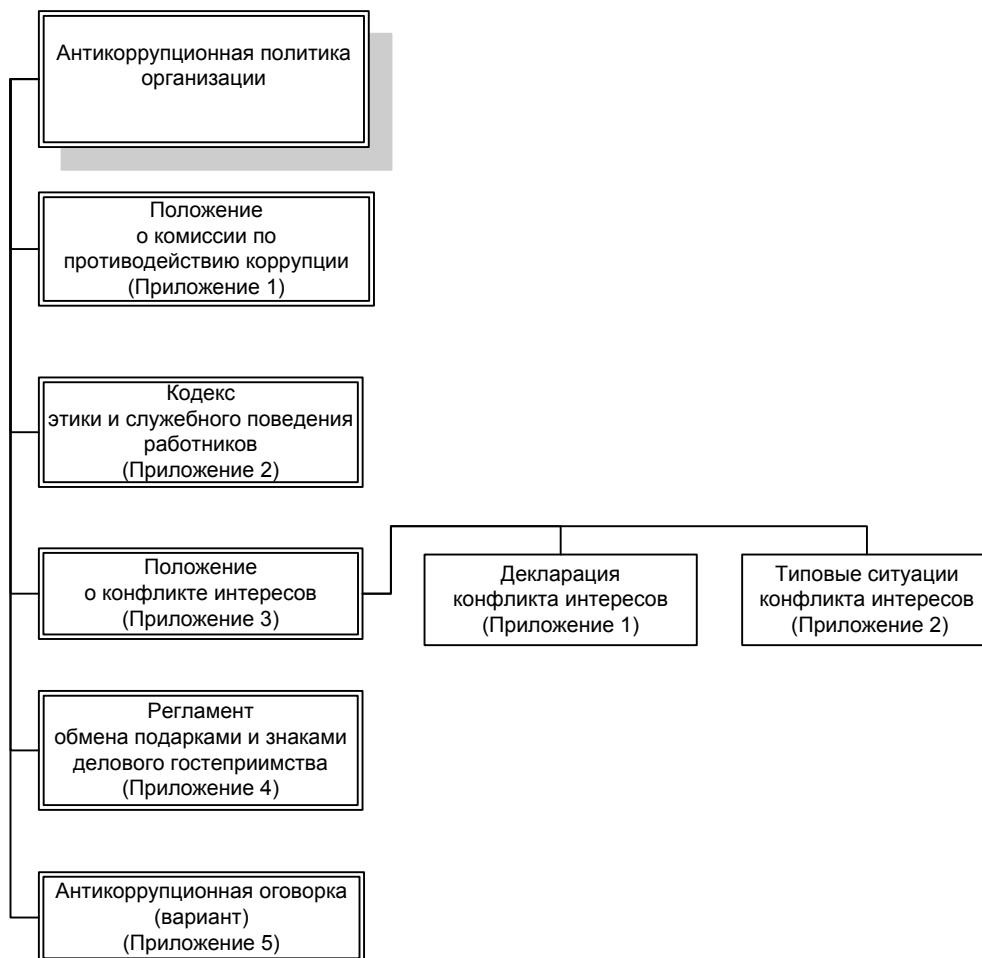 Антикоррупционная политика
организации
Положение
о комиссии по
противодействию коррупции
(Приложение 1)
Кодекс
этики и служебного поведения
работников
(Приложение 2)
Положение
о конфликте интересов
(Приложение 3)
Декларация
конфликта интересов
(Приложение 1)
Типовые ситуации
конфликта интересов
(Приложение 2)
Регламент
обмена подарками и знаками
делового гостеприимства
(Приложение 4)
Антикоррупционная оговорка
(вариант)
(Приложение 5)